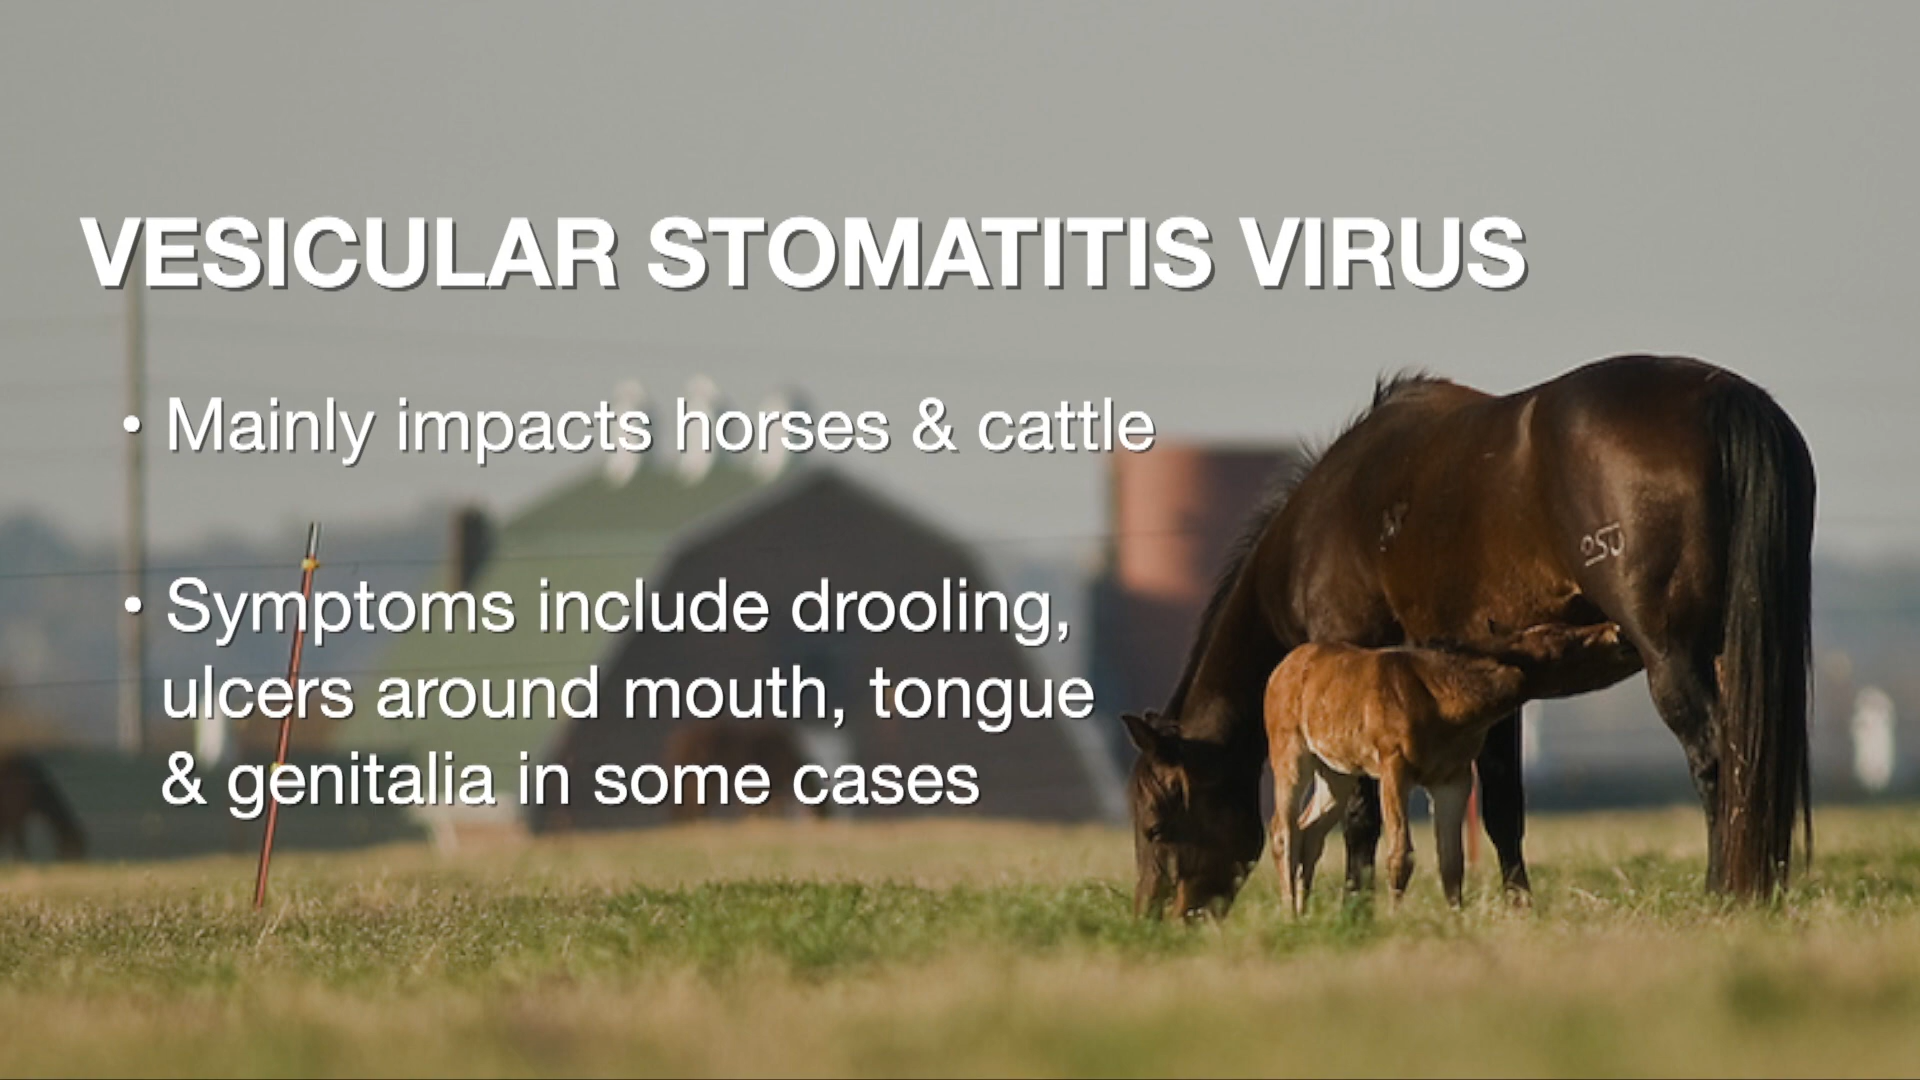 VESICULAR STOMATITIS VIRUS
• Mainly impacts horses & cattle
• Symptoms include drooling,
ulcers around mouth, tongue
& genitalia in some cases
OSU